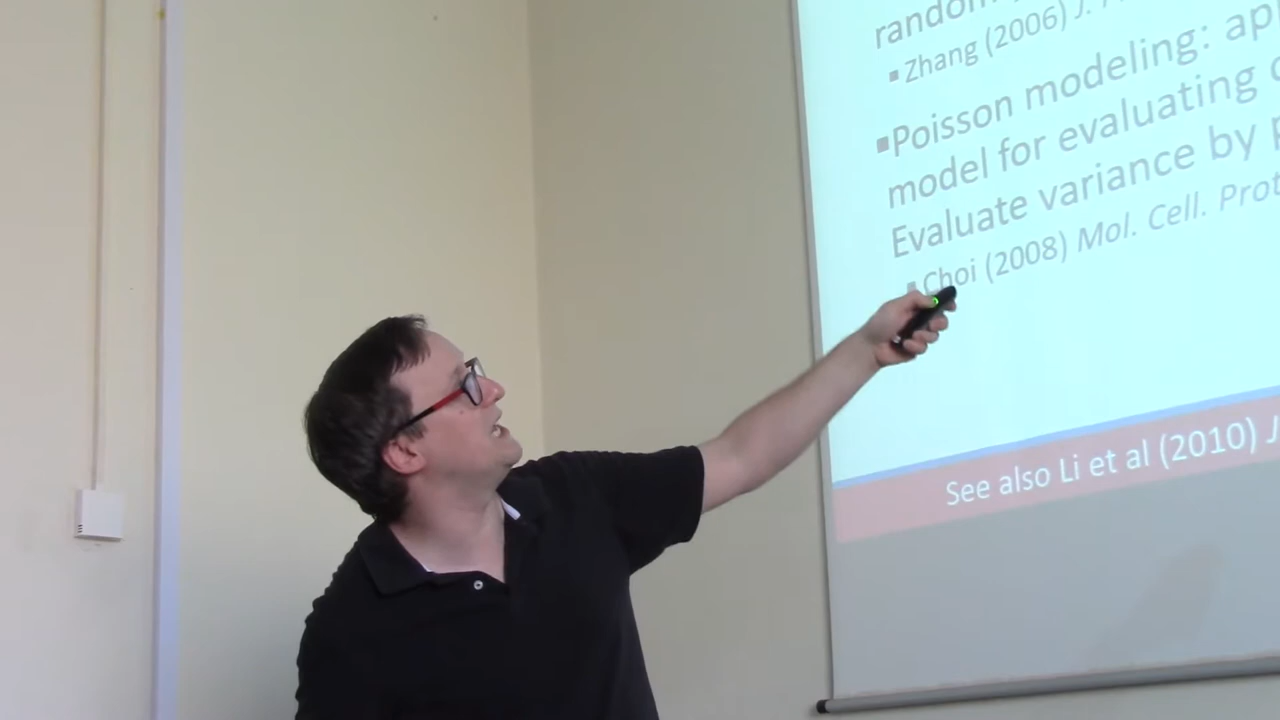 random
▪ Zhang (2006) J.
▪Poisson modeling: ap
model for evaluating
Evaluate variance by
▪ Choi (2008) Mol. Cell. Prot
See also Li et al (2010) J